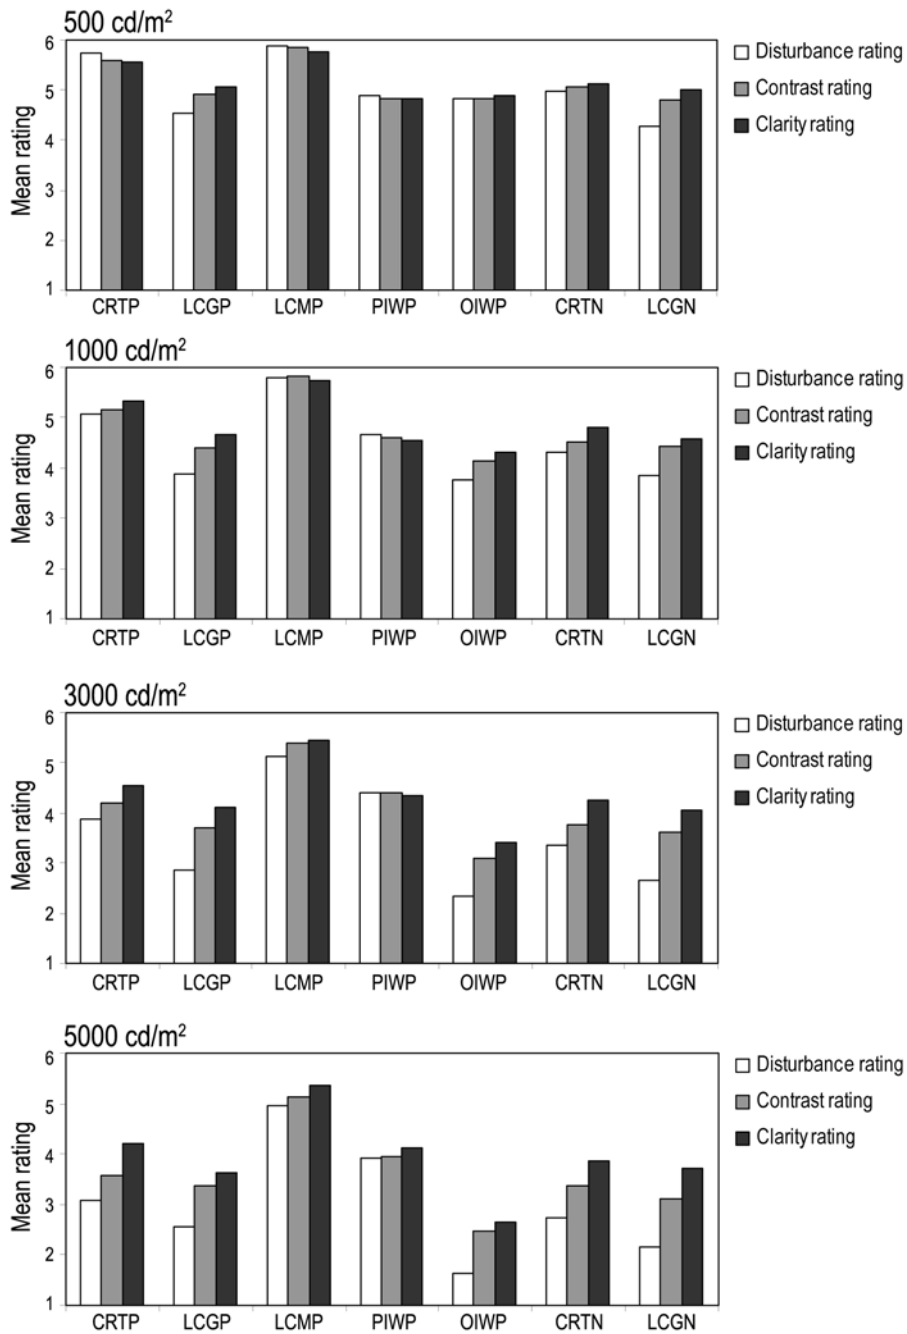 500 cd/m²
6
5
4
3
2
1
Mean rating
CRTP LCGP LCMP PIWP OIWP CRTN LCGN
Disturbance rating
Contrast rating
Clarity rating
1000 cd/m²
6
5
4
3
2
1
Mean rating
CRTP LCGP LCMP PIWP OIWP CRTN LCGN
Disturbance rating
Contrast rating
Clarity rating
3000 cd/m²
6
5
4
3
2
1
Mean rating
CRTP LCGP LCMP PIWP OIWP CRTN LCGN
Disturbance rating
Contrast rating
Clarity rating
5000 cd/m²
6
5
4
3
2
1
Mean rating
CRTP LCGP LCMP PIWP OIWP CRTN LCGN
Disturbance rating
Contrast rating
Clarity rating